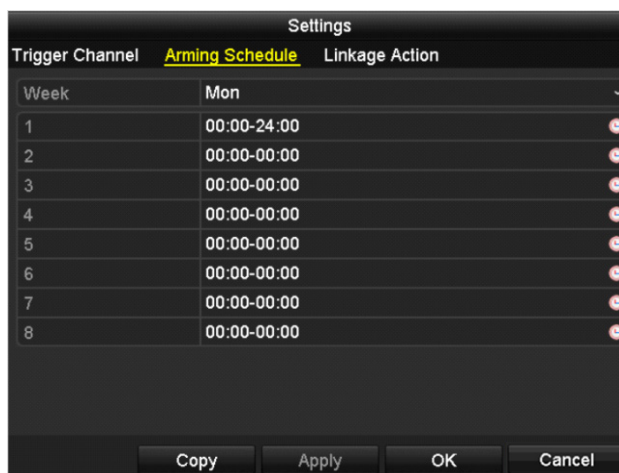 Settings
Trigger Channel Arming Schedule Linkage Action
Week Mon
1 00:00-24:00
2 00:00-00:00
3 00:00-00:00
4 00:00-00:00
5 00:00-00:00
6 00:00-00:00
7 00:00-00:00
8 00:00-00:00
Copy Apply OK Cancel